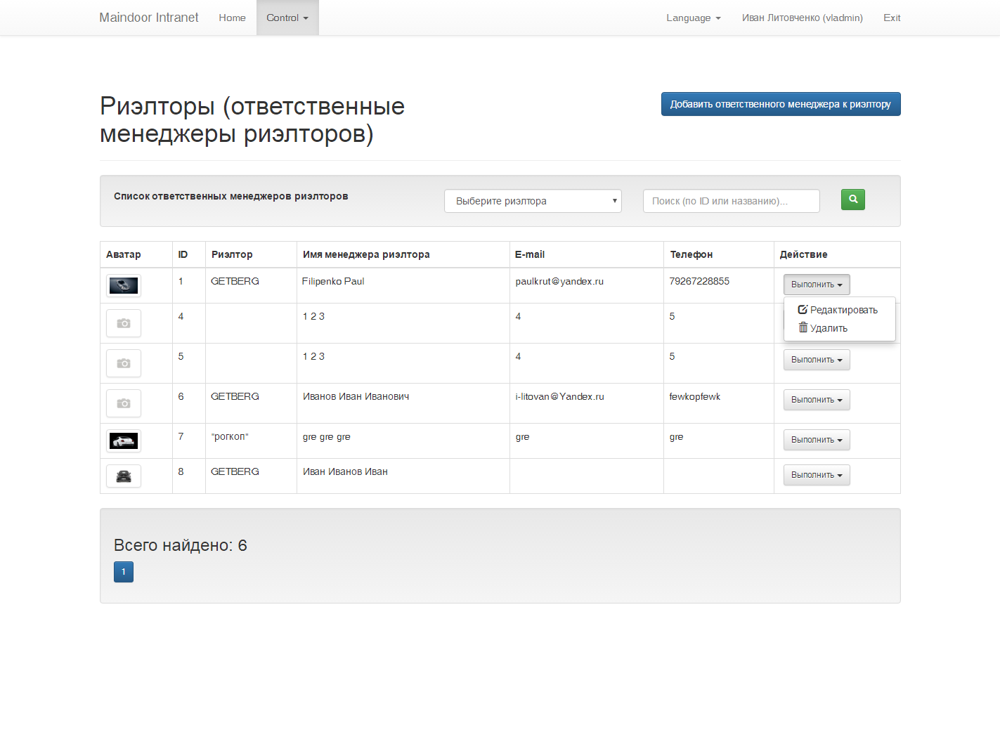 Maindoor Intranet Home Control Language Иван Литовченко (vladmin) Exit
Риэлторы (ответственные
менеджеры риэлторов)
Добавить ответственного менеджера к риэлтору
Список ответственных менеджеров риэлторов Выберите риэлтора Поиск (по ID или названию)...
Аватар ID Риэлтор Имя менеджера риэлтора E-mail Телефон Действие
1 GETBERG Filipenko Paul paulkrut@yandex.ru 79267228855 Выполнить
Редактировать
Удалить
4 1 2 3 4 5
5 1 2 3 4 5 Выполнить
6 GETBERG Иванов Иван Иванович i-litovan@Yandex.ru fewkopfewk Выполнить
7 "рогкоп" gre gre gre gre gre Выполнить
8 GETBERG Иван Иванов Иван Выполнить
Всего найдено: 6
1